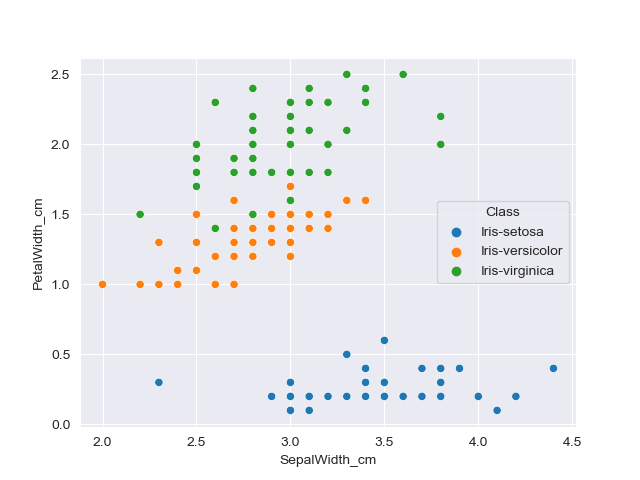 2.5
2.0
1.5
1.0
0.5
0.0
PetalWidth_cm
Class
Iris-setosa
Iris-versicolor
Iris-virginica
2.0 2.5 3.0 3.5 4.0 4.5
SepalWidth_cm